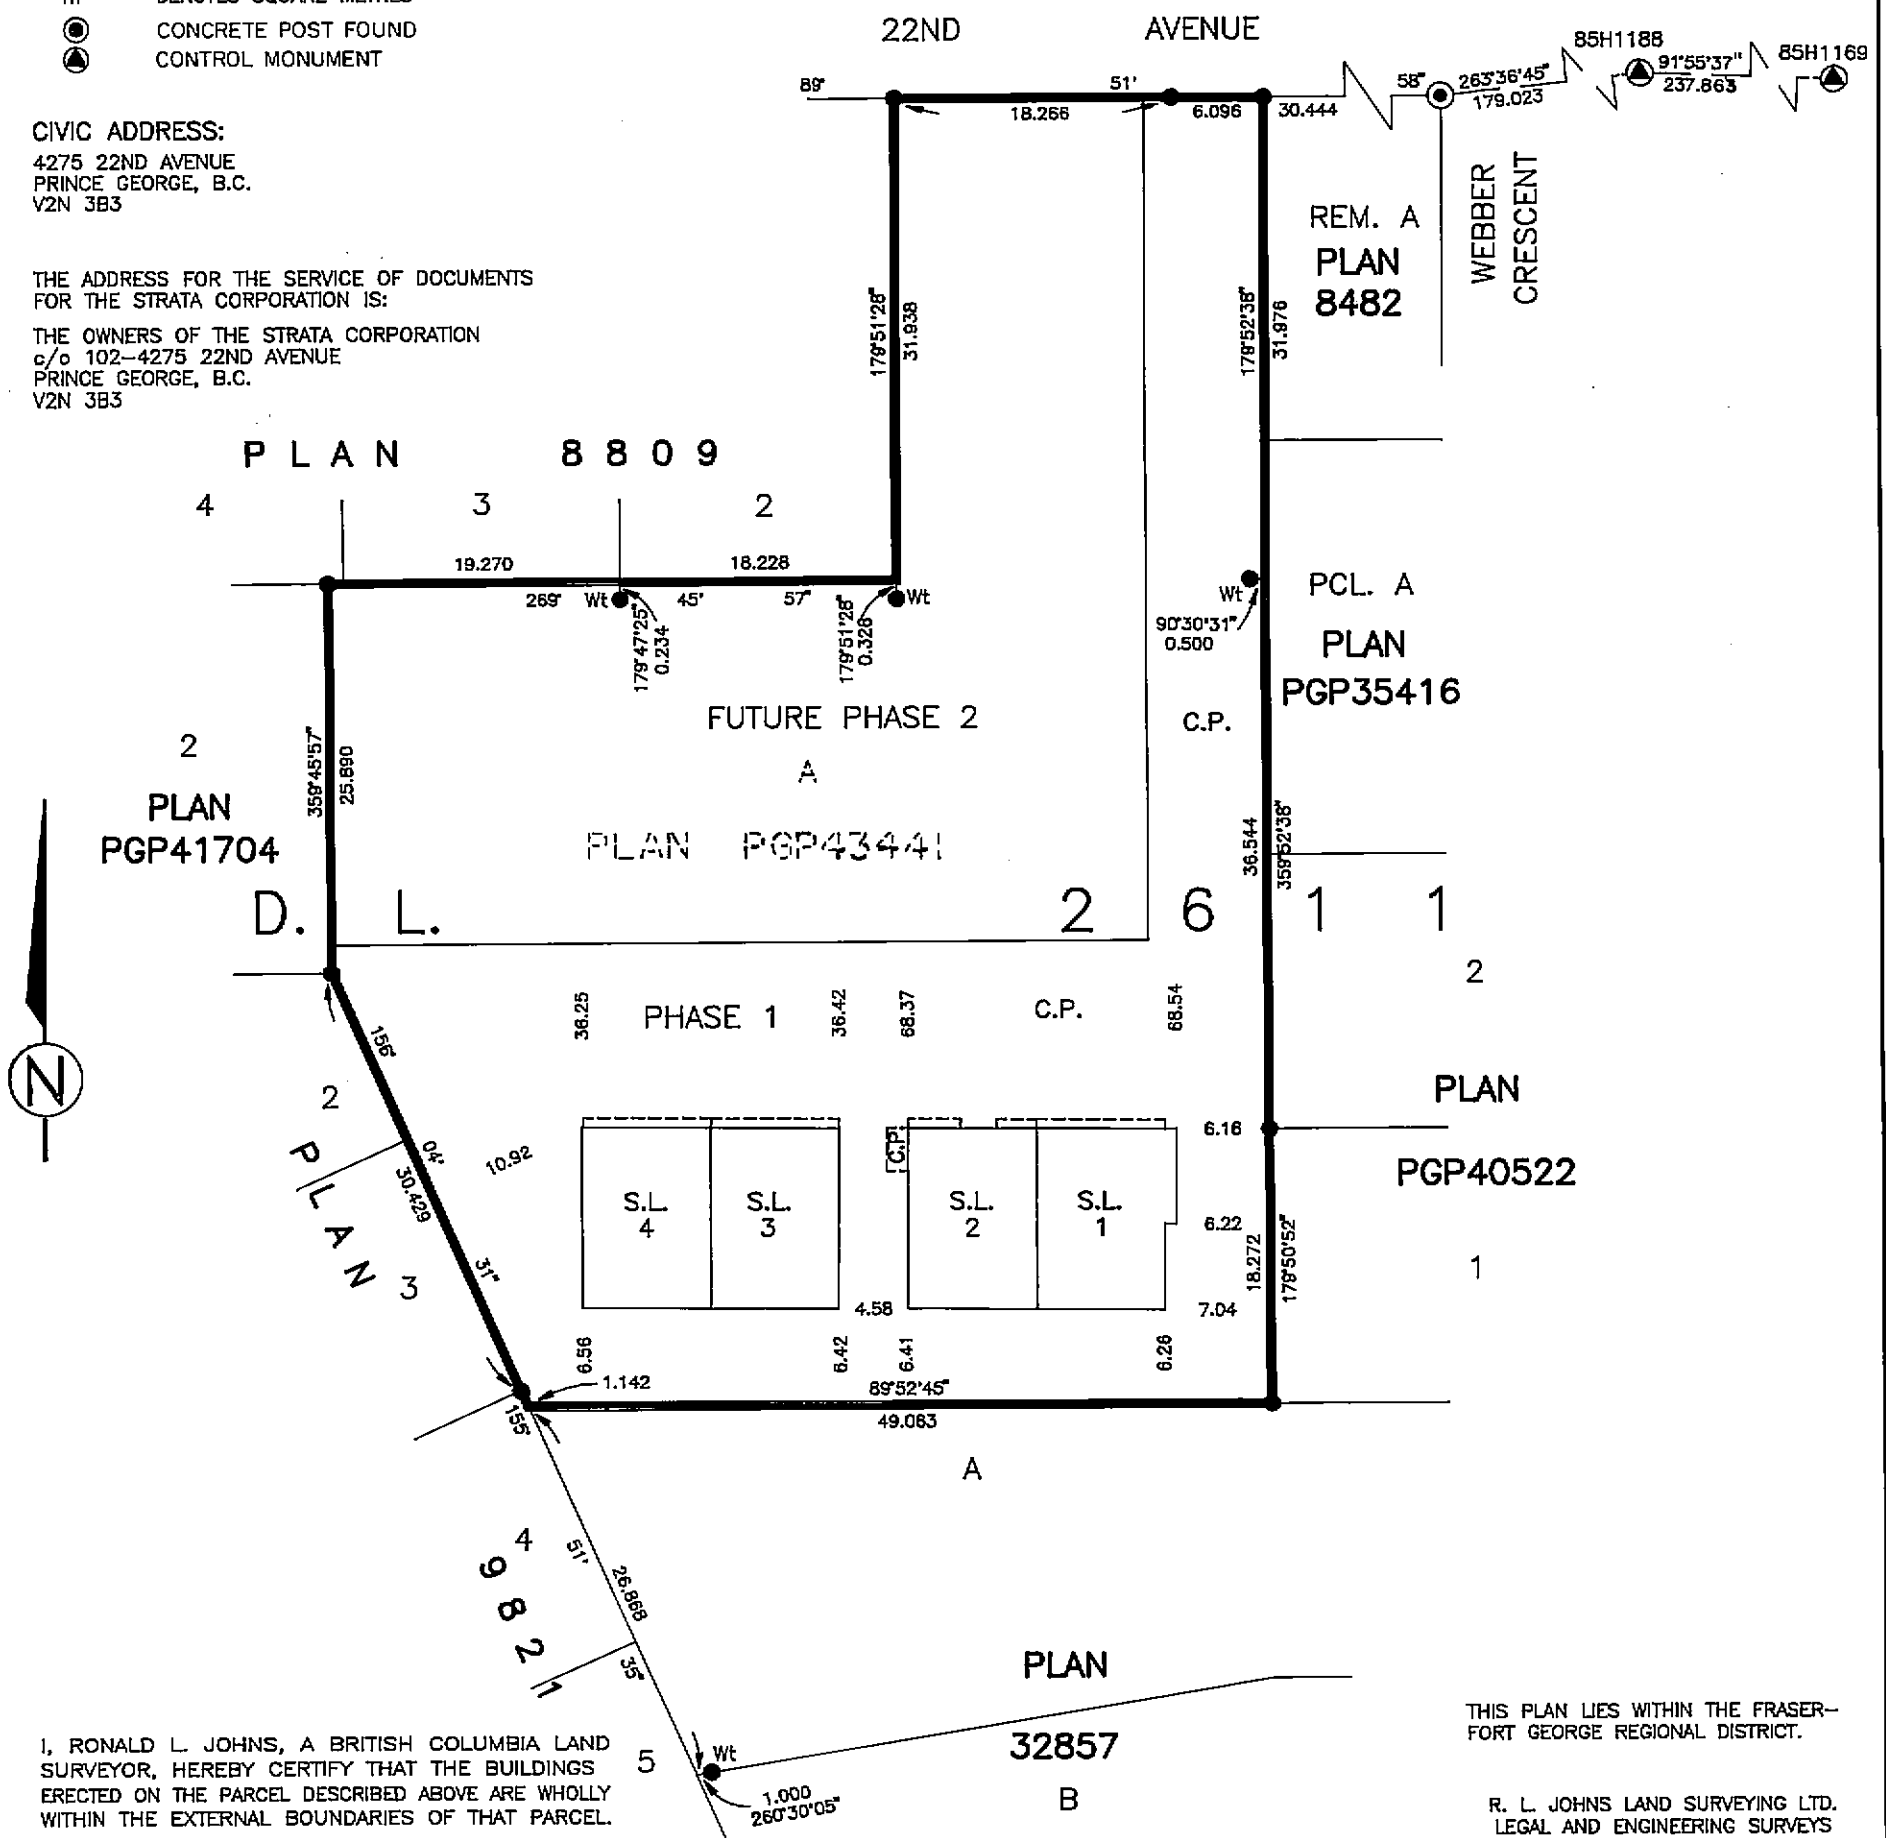 DENOTES SQUARE METRES
CONCRETE POST FOUND
CONTROL MONUMENT
22ND AVENUE
85H1188
85H1169
89°
51'
58"
263°36'45"
179.023
91°55'37"
237.863
18.266
6.096
30.444
CIVIC ADDRESS:
4275 22ND AVENUE
PRINCE GEORGE, B.C.
V2N 3B3
THE ADDRESS FOR THE SERVICE OF DOCUMENTS
FOR THE STRATA CORPORATION IS:
THE OWNERS OF THE STRATA CORPORATION
c/o 102-4275 22ND AVENUE
PRINCE GEORGE, B.C.
V2N 3B3
WEBBER
CRESCENT
REM. A
PLAN
8482
179°51'28"
31.938
179°52'38"
31.976
PLAN 8809
4
3
2
19.270
18.228
269°
Wt
45'
57"
Wt
179°47'25"
0.234
179°51'28"
0.328
Wt
90°30'31"
0.500
PCL. A
PLAN
PGP35416
C.P.
FUTURE PHASE 2
A
PLAN PGP43441
2
PLAN
PGP41704
359°45'57"
25.890
36.544
359°52'38"
D. L. 2 6 1 1
2
PHASE 1
C.P.
36.25
36.42
68.37
68.54
N
156°
04'
31"
30.429
2
PLAN
3
10.92
PLAN
PGP40522
1
6.16
6.22
7.04
18.272
179°50'52"
C.P.
S.L.
4
S.L.
3
S.L.
2
S.L.
1
4.58
6.56
6.42
6.41
6.26
1.142
89°52'45"
49.063
155°
A
4
51'
26.868
35"
9821
PLAN
32857
B
5
Wt
1.000
260°30'05"
I, RONALD L. JOHNS, A BRITISH COLUMBIA LAND
SURVEYOR, HEREBY CERTIFY THAT THE BUILDINGS
ERECTED ON THE PARCEL DESCRIBED ABOVE ARE WHOLLY
WITHIN THE EXTERNAL BOUNDARIES OF THAT PARCEL.
THIS PLAN LIES WITHIN THE FRASER-
FORT GEORGE REGIONAL DISTRICT.
R. L. JOHNS LAND SURVEYING LTD.
LEGAL AND ENGINEERING SURVEYS